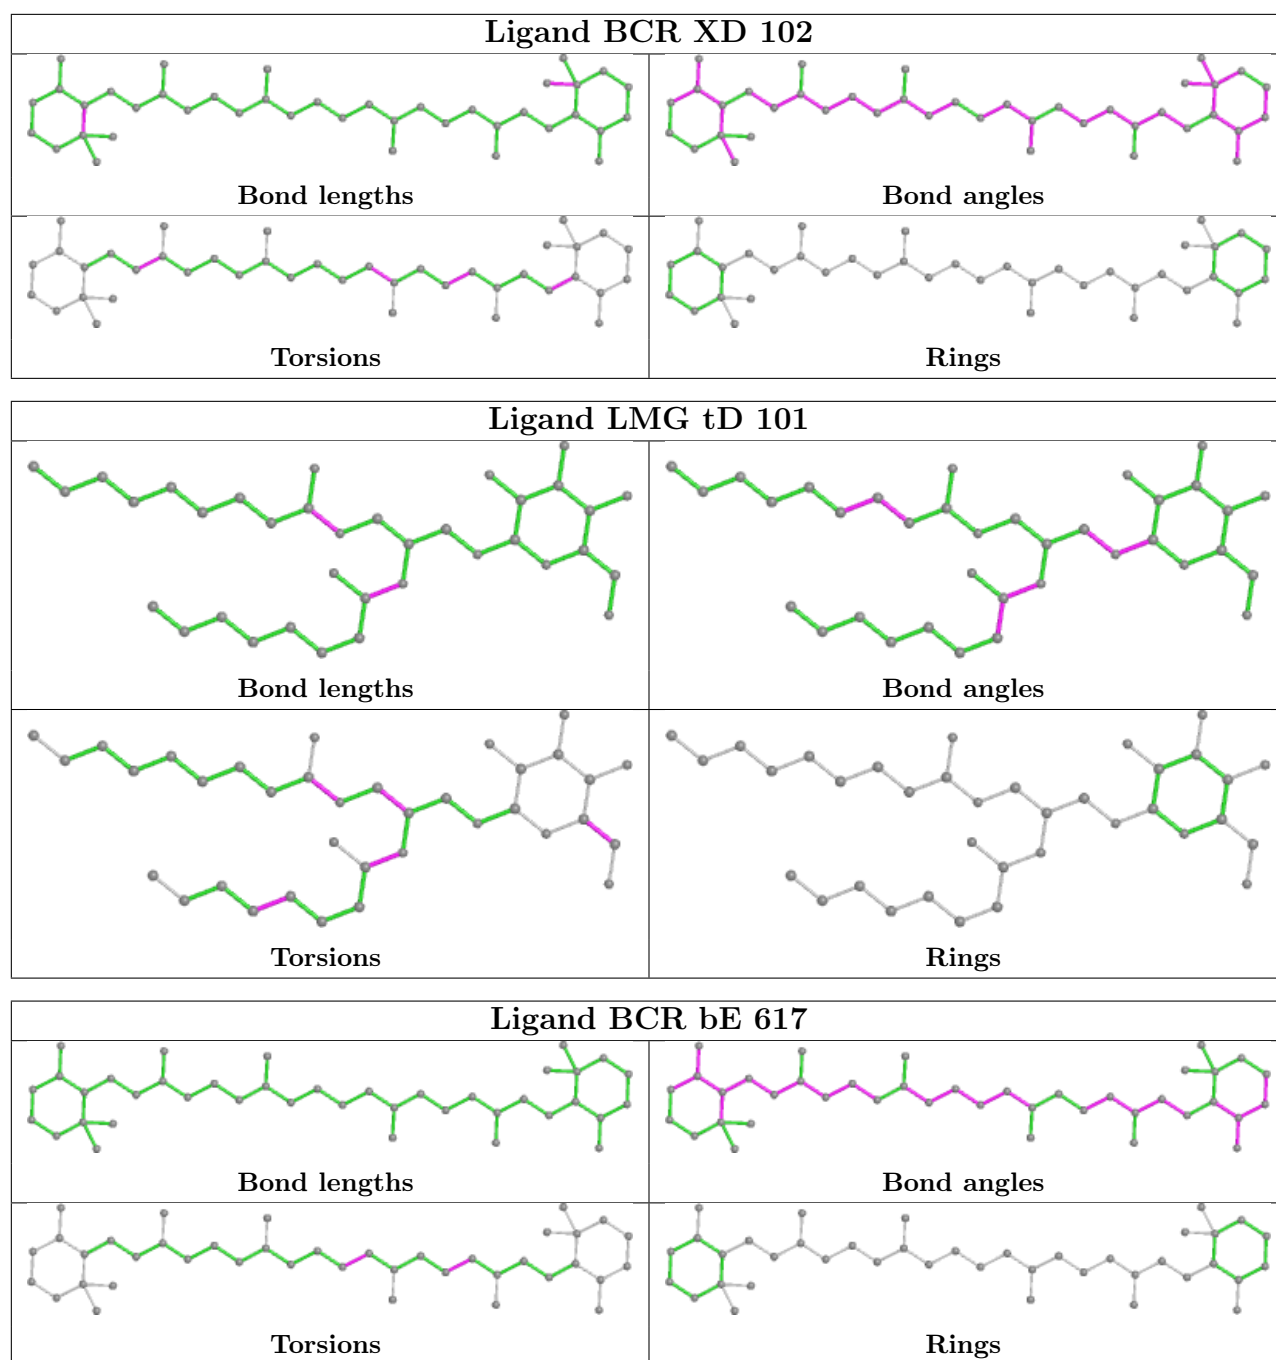 Ligand BCR XD 102
Bond lengths
Bond angles
Torsions
Rings
Ligand LMG tD 101
Bond lengths
Bond angles
Torsions
Rings
Ligand BCR bE 617
Bond lengths
Bond angles
Torsions
Rings